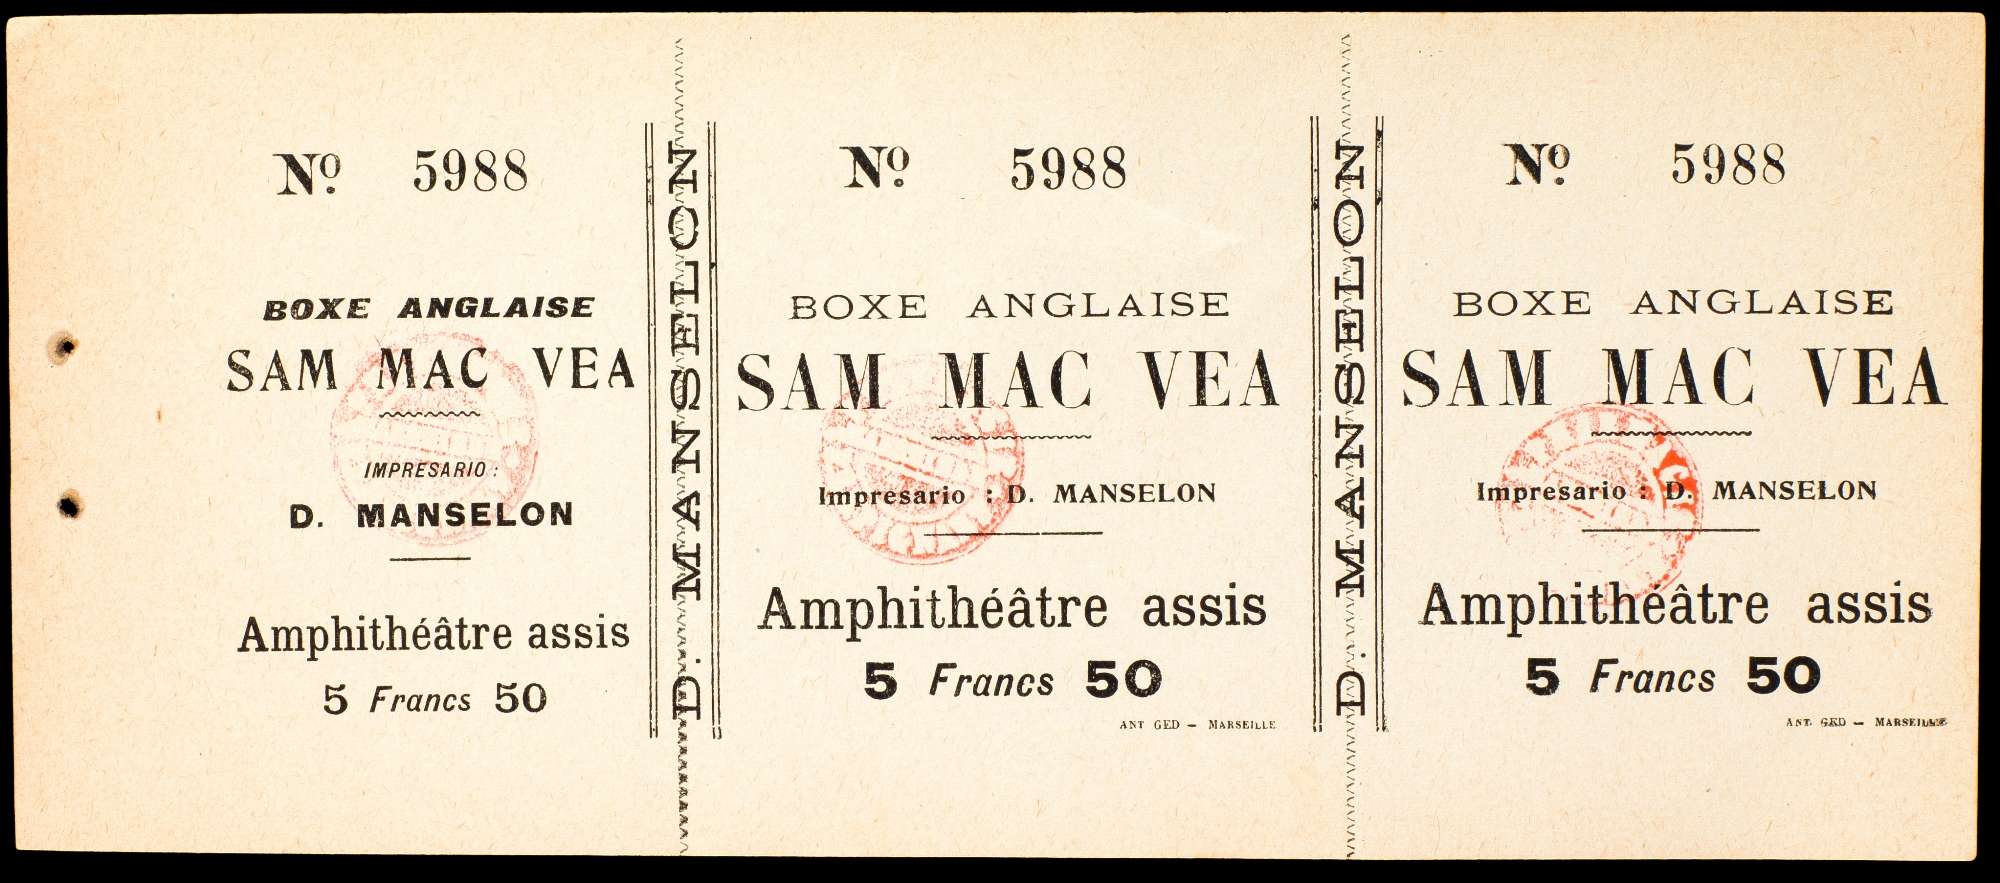 Nº 5988
BOXE ANGLAISE
SAM MAC VEA
IMPRESARIO :
D. MANSELON
Amphithéâtre assis
5 Francs 50
D. MANSELON
Nº 5988
BOXE ANGLAISE
SAM MAC VEA
Impresario : D. MANSELON
Amphithéâtre assis
5 Francs 50
ANT GED – MARSEILLE
D. MANSELON
Nº 5988
BOXE ANGLAISE
SAM MAC VEA
Impresario : D. MANSELON
Amphithéâtre assis
5 Francs 50
ANT. GED – MARSEILLE